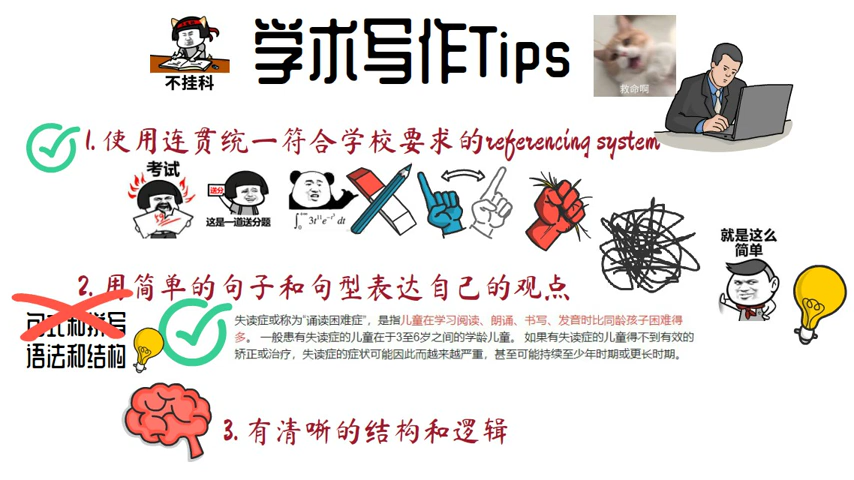 学术写作Tips
不挂科
救命啊
1. 使用连贯统一符合学校要求的referencing system
考试
送分
这是一道送分题
就是这么
简单
2. 用简单的句子和句型表达自己的观点
句式和拼写
语法和结构
失读症或称为“诵读困难症”,是指儿童在学习阅读、朗诵、书写、发音时比同龄孩子困难得
多。 一般患有失读症的儿童在于3至6岁之间的学龄儿童。 如果有失读症的儿童得不到有效的
矫正或治疗,失读症的症状可能因此而越来越严重,甚至可能持续至少年时期或更长时期。
3. 有清晰的结构和逻辑